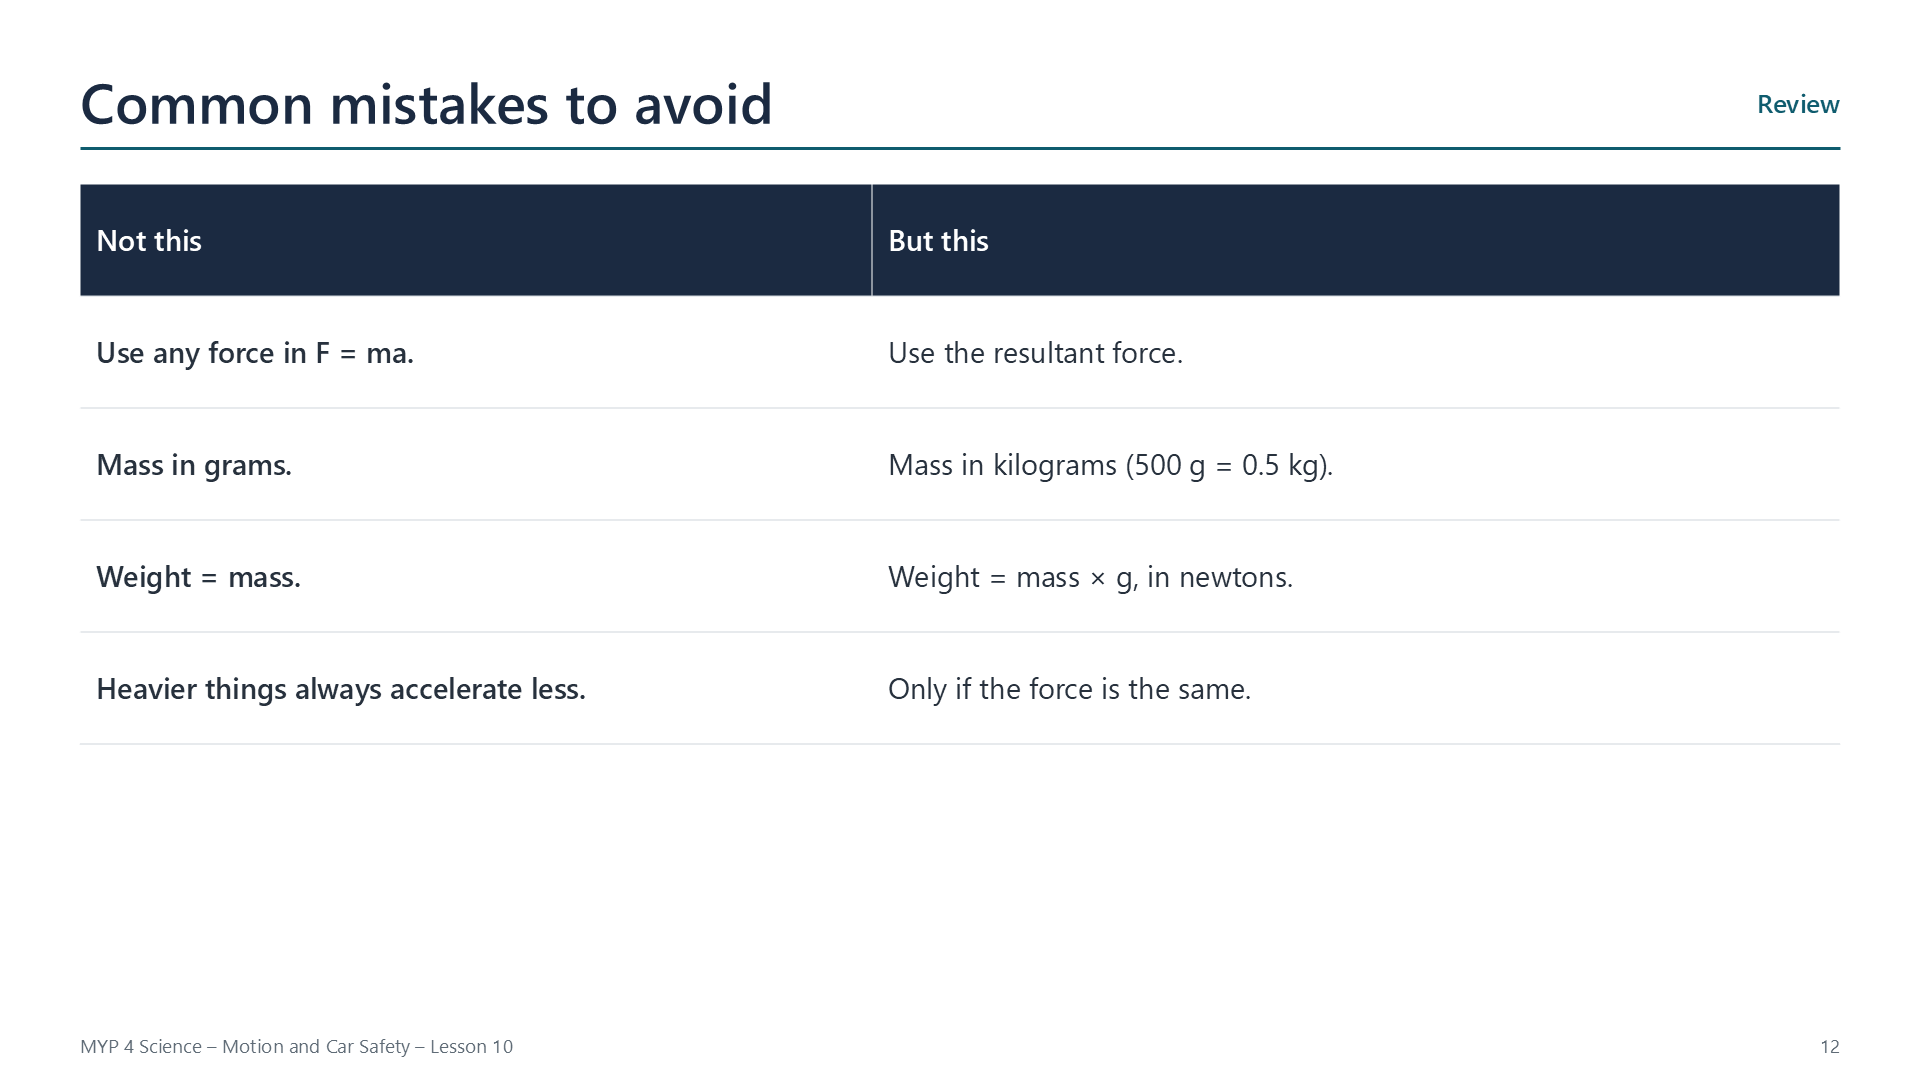 Common mistakes to avoid
Review
Not this
But this
Use any force in F = ma.
Use the resultant force.
Mass in grams.
Mass in kilograms (500 g = 0.5 kg).
Weight = mass.
Weight = mass × g, in newtons.
Heavier things always accelerate less.
Only if the force is the same.
MYP 4 Science – Motion and Car Safety – Lesson 10
12